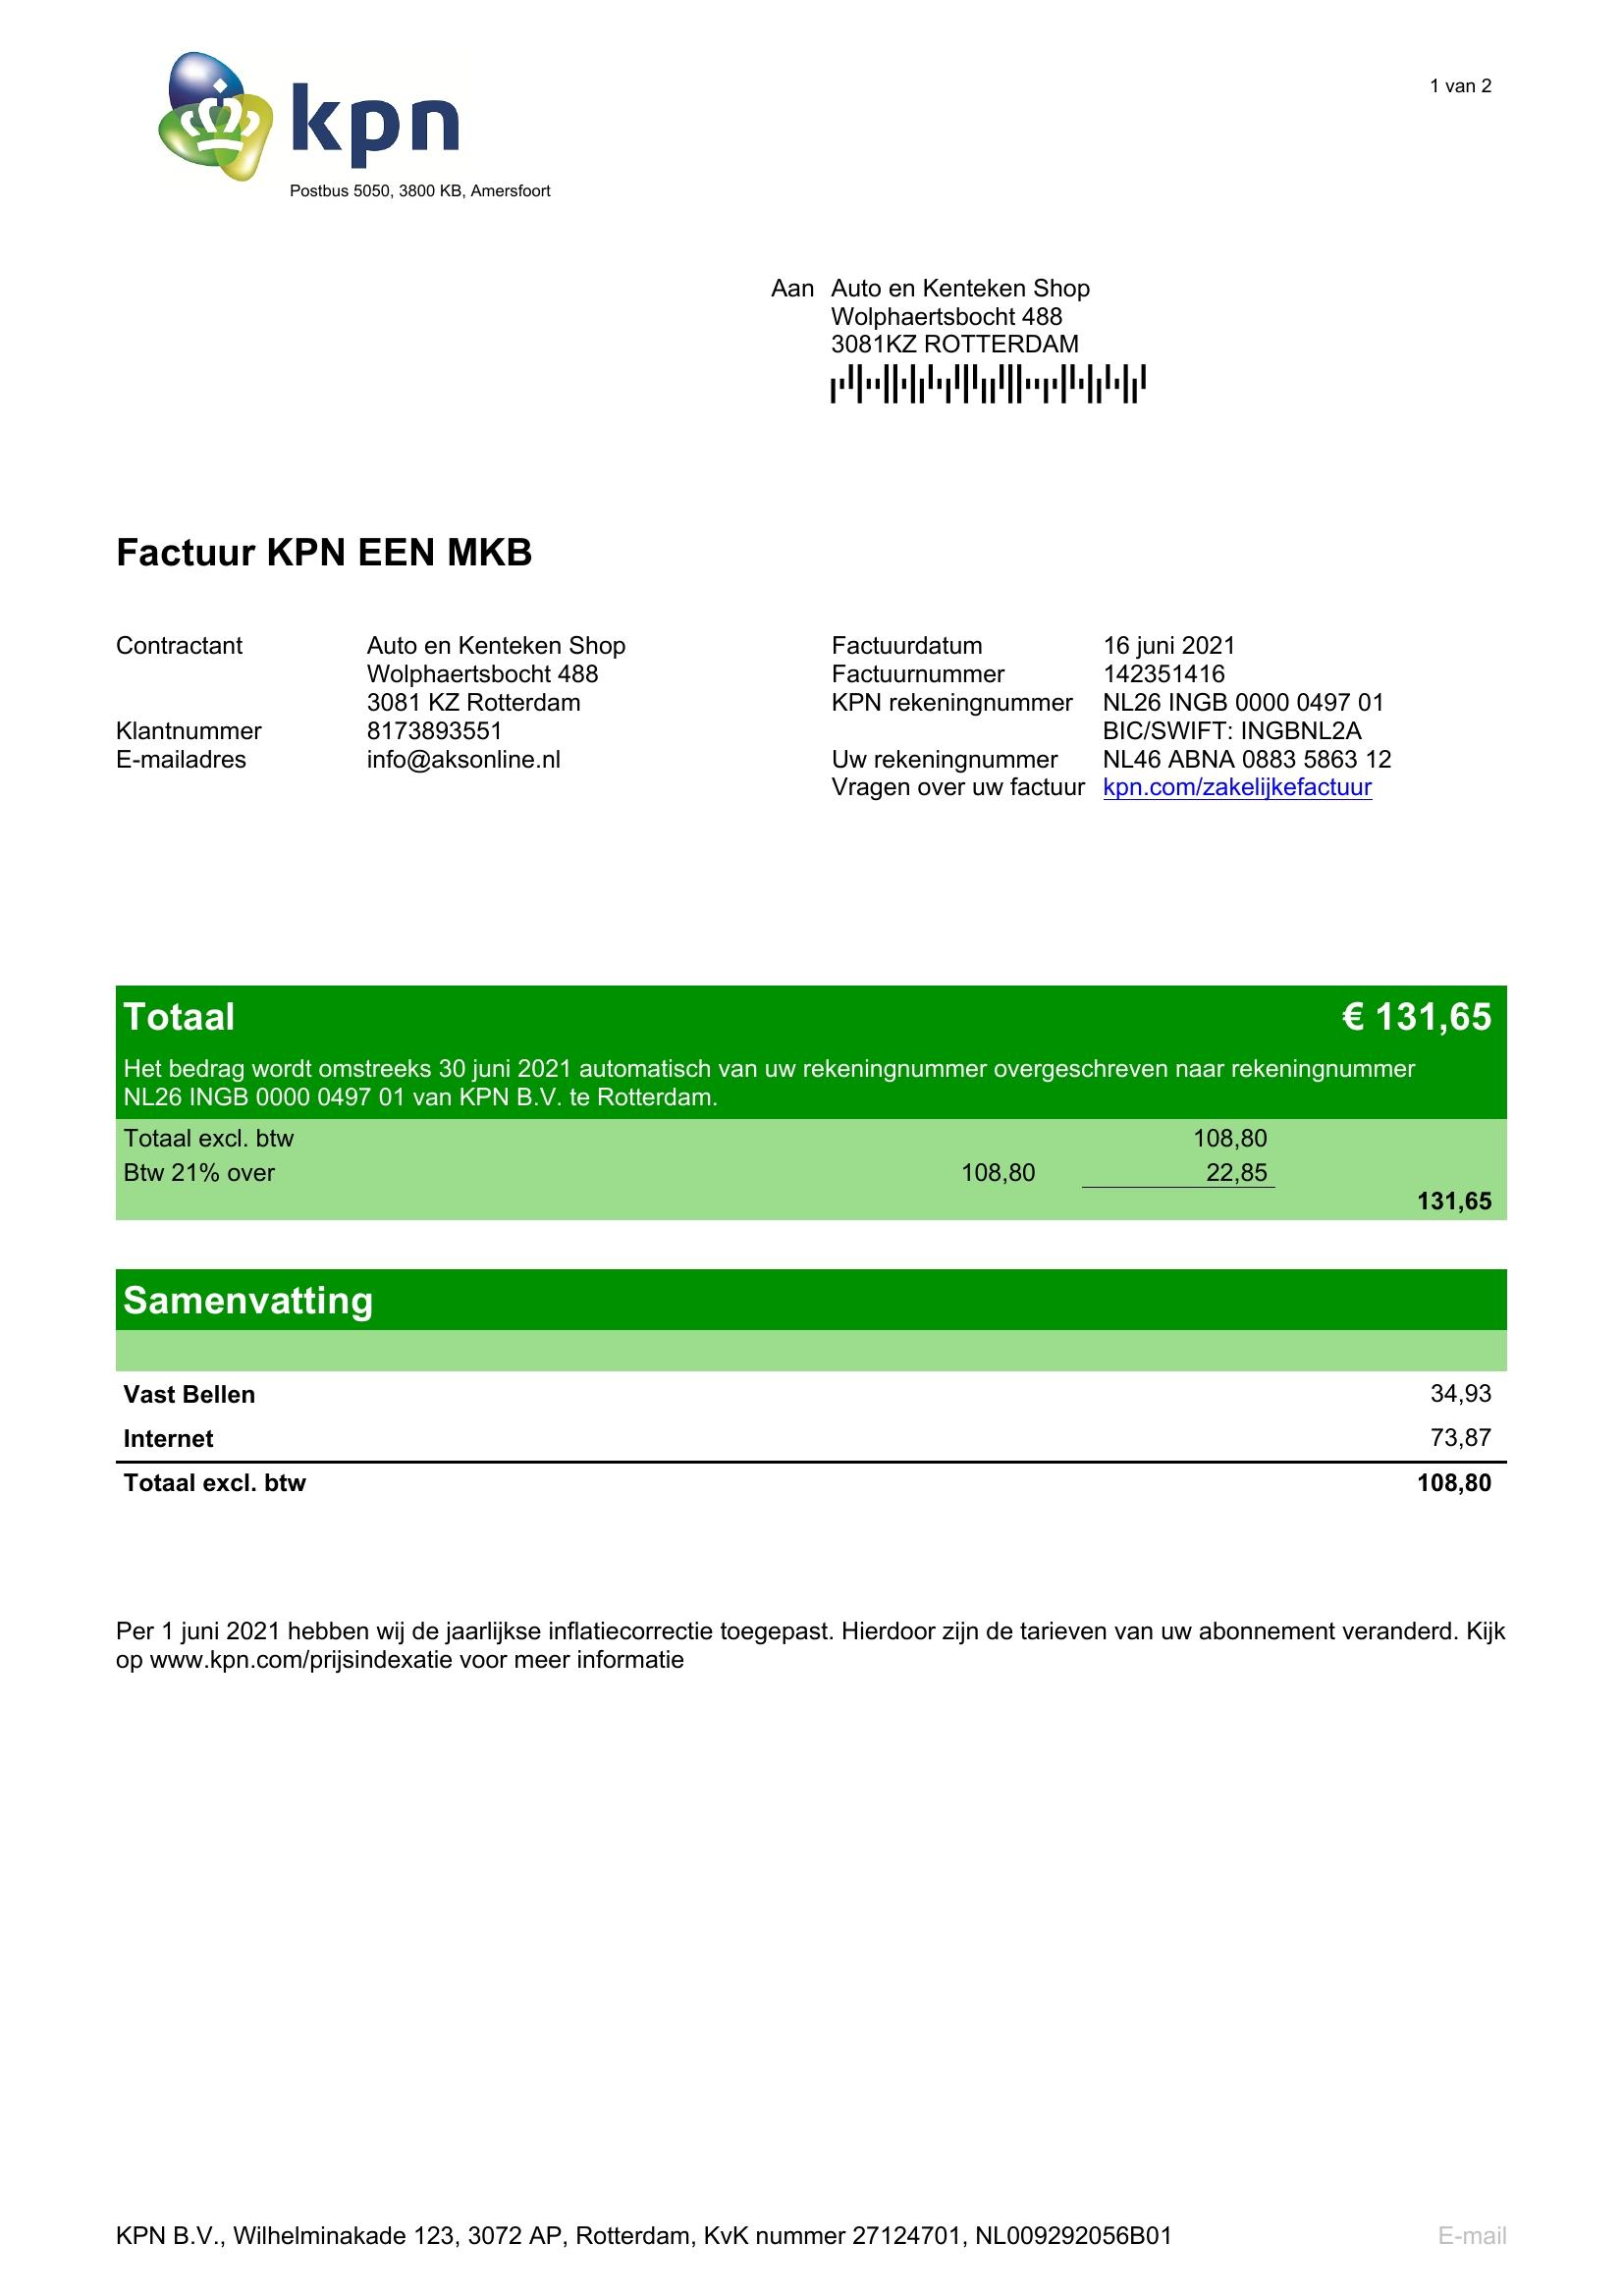 kpn
1 van 2
Postbus 5050, 3800 KB, Amersfoort
Aan Auto en Kenteken Shop
Wolphaertsbocht 488
3081KZ ROTTERDAM
Factuur KPN EEN MKB
Contractant Auto en Kenteken Shop Factuurdatum 16 juni 2021
Wolphaertsbocht 488 Factuurnummer 142351416
3081 KZ Rotterdam KPN rekeningnummer NL26 INGB 0000 0497 01
Klantnummer 8173893551 BIC/SWIFT: INGBNL2A
E-mailadres info@aksonline.nl Uw rekeningnummer NL46 ABNA 0883 5863 12
Vragen over uw factuur kpn.com/zakelijkefactuur
Totaal € 131,65
Het bedrag wordt omstreeks 30 juni 2021 automatisch van uw rekeningnummer overgeschreven naar rekeningnummer
NL26 INGB 0000 0497 01 van KPN B.V. te Rotterdam.
Totaal excl. btw 108,80
Btw 21% over 108,80 22,85
131,65
Samenvatting
Vast Bellen 34,93
Internet 73,87
Totaal excl. btw 108,80
Per 1 juni 2021 hebben wij de jaarlijkse inflatiecorrectie toegepast. Hierdoor zijn de tarieven van uw abonnement veranderd. Kijk
op www.kpn.com/prijsindexatie voor meer informatie
KPN B.V., Wilhelminakade 123, 3072 AP, Rotterdam, KvK nummer 27124701, NL009292056B01 E-mail